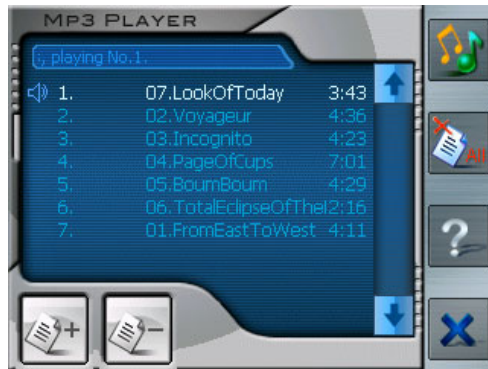 MP3 PLAYER
:, playing No.1.
1. 07.LookOfToday 3:43
2. 02.Voyageur 4:36
3. 03.Incognito 4:23
4. 04.PageOfCups 7:01
5. 05.BoumBoum 4:29
6. 06.TotalEclipseOfTheI2:16
7. 01.FromEastToWest 4:11
All